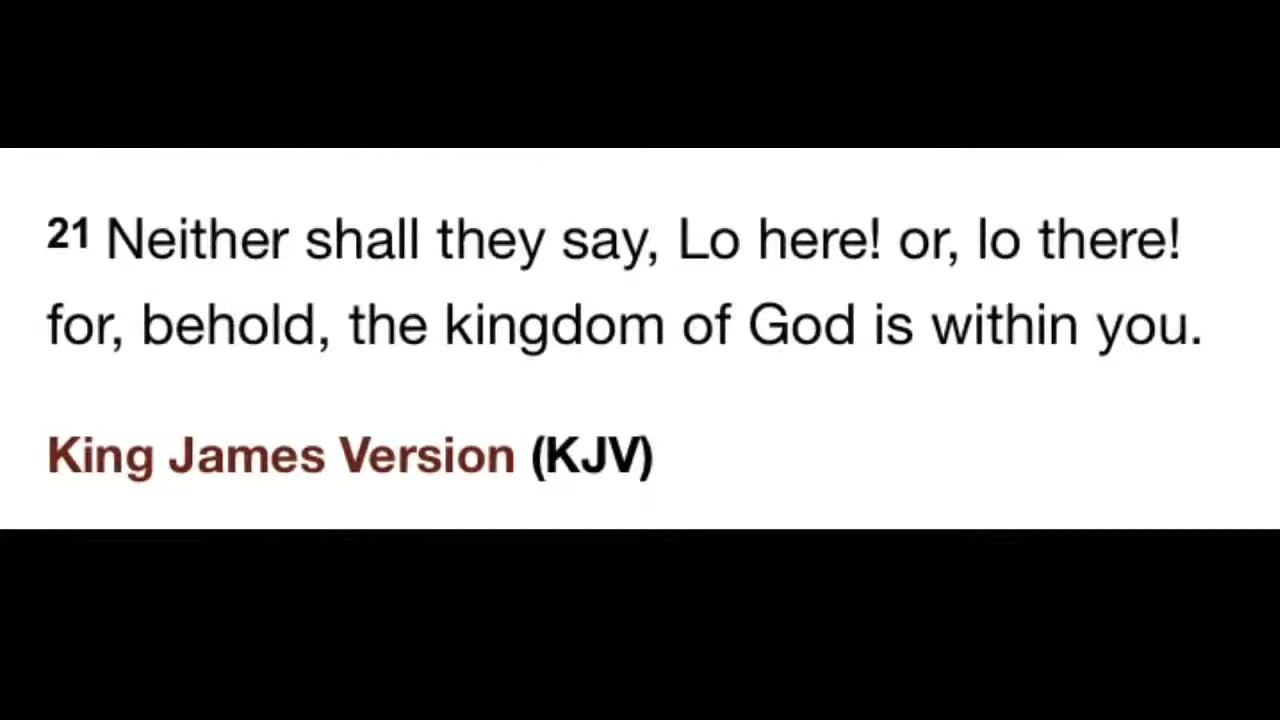 21 Neither shall they say, Lo here! or, lo there!
for, behold, the kingdom of God is within you.
King James Version (KJV)